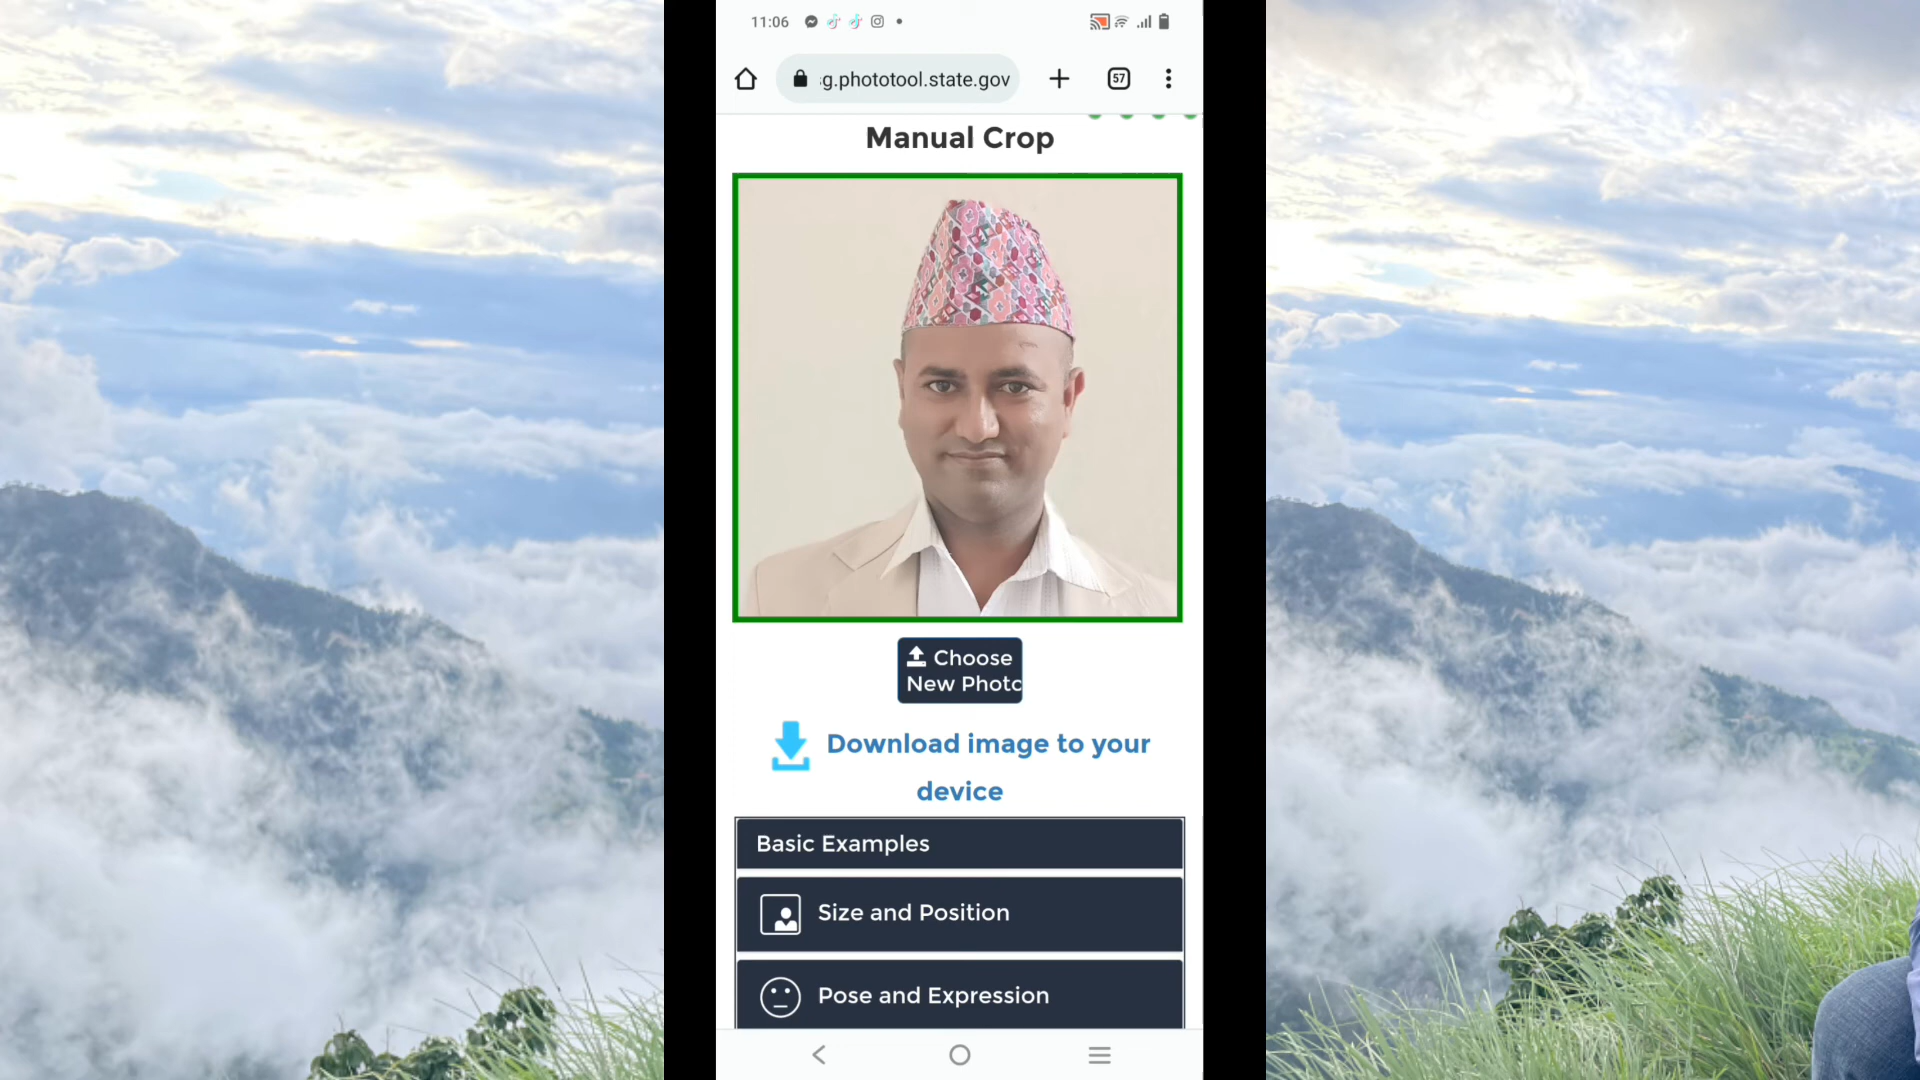 11:06
g.phototool.state.gov
57
Manual Crop
Choose
New Photo
Download image to your
device
Basic Examples
Size and Position
Pose and Expression